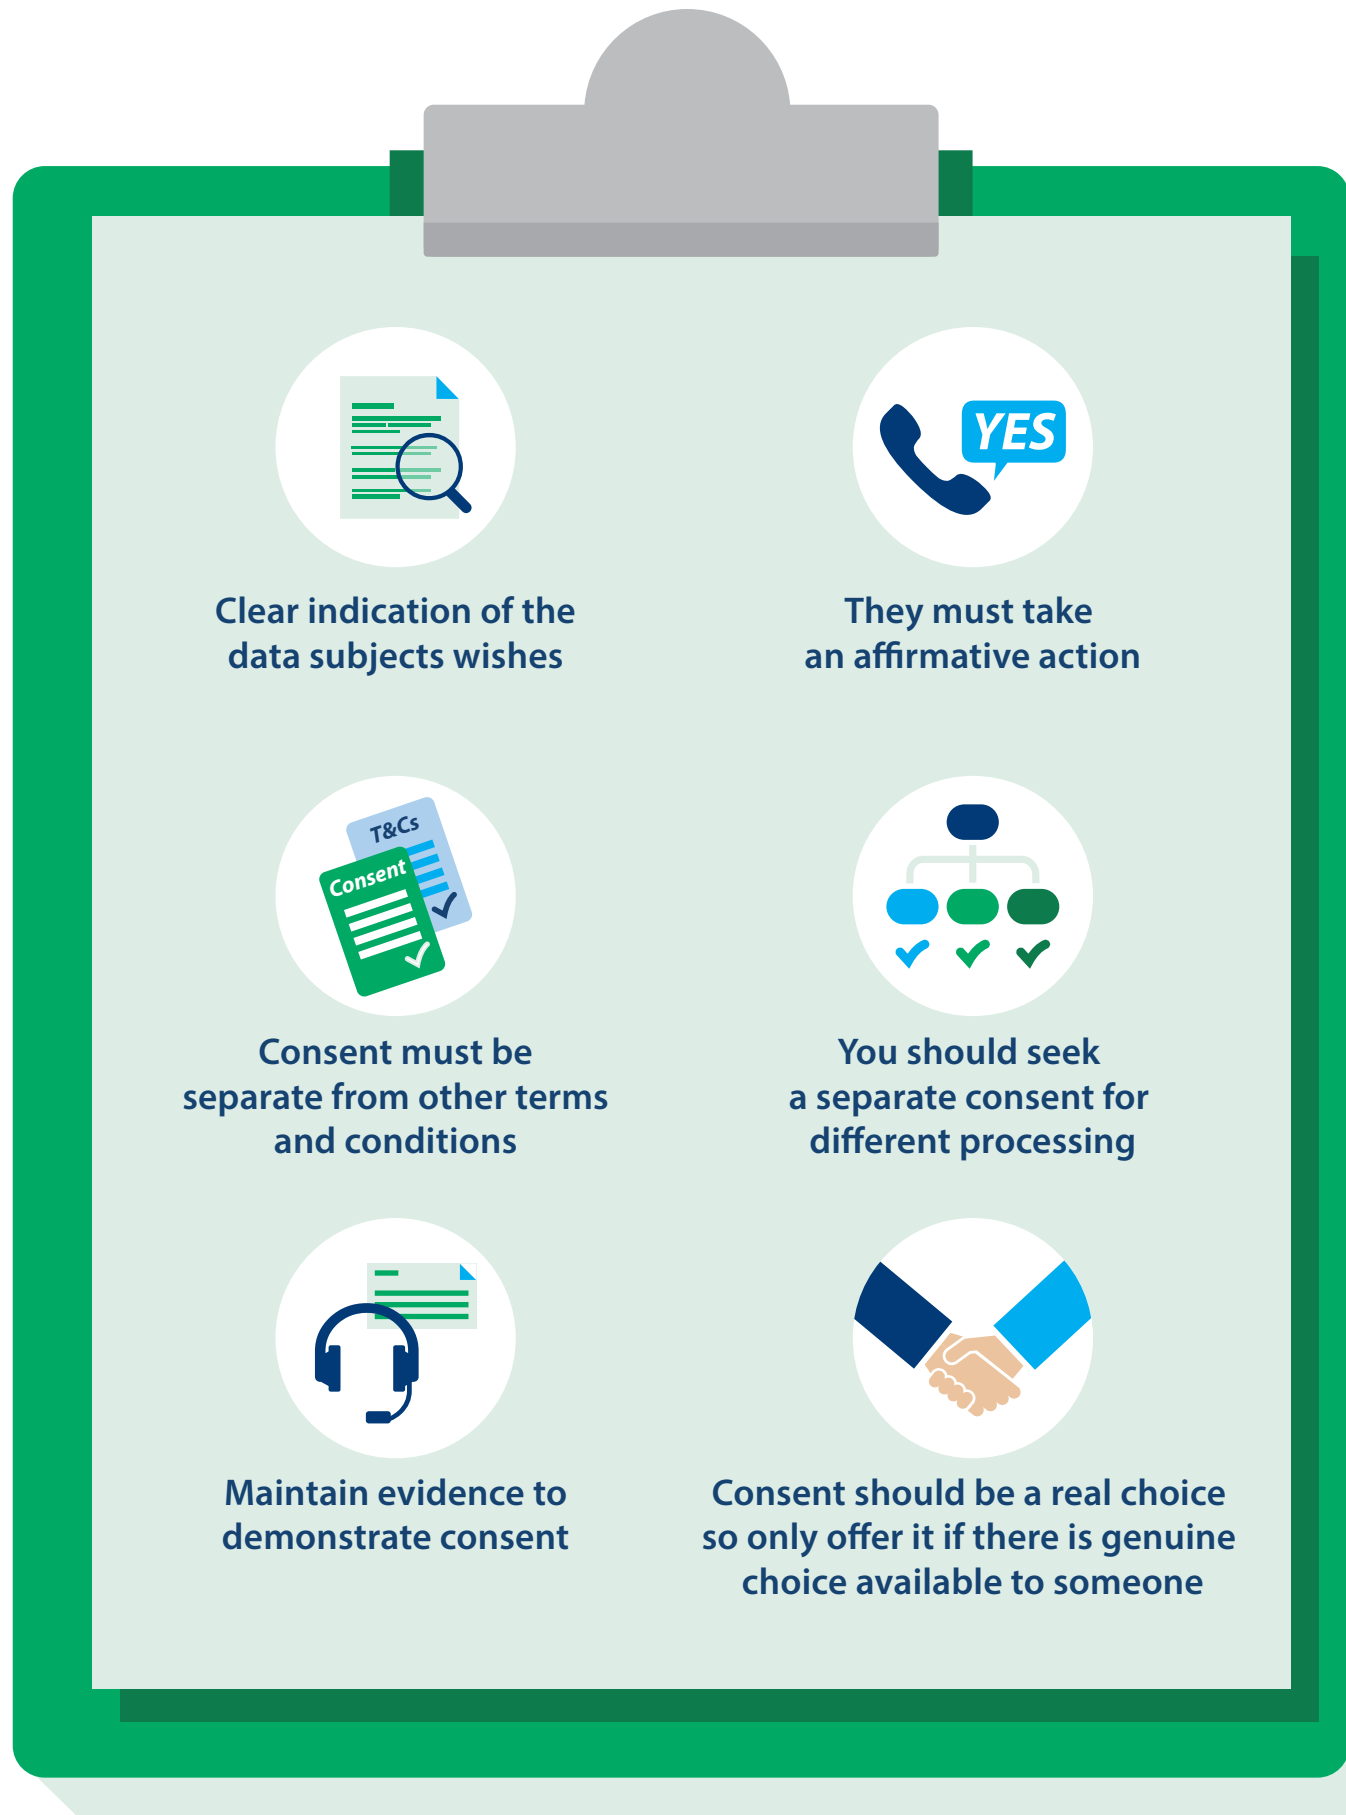 YES
Clear indication of the
data subjects wishes
They must take
an affirmative action
T&Cs
Consent
Consent must be
separate from other terms
and conditions
You should seek
a separate consent for
different processing
Maintain evidence to
demonstrate consent
Consent should be a real choice
so only offer it if there is genuine
choice available to someone